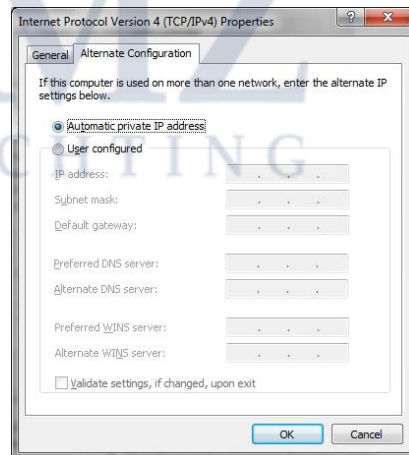 Internet Protocol Version 4 (TCP/IPv4) Properties
?
General
Alternate Configuration
If this computer is used on more than one network, enter the alternate IP
settings below.
Automatic private IP address
User configured
IP address:
Subnet mask:
Default gateway:
Preferred DNS server:
Alternate DNS server:
Preferred WINS server:
Alternate WINS server:
Validate settings, if changed, upon exit
OK
Cancel
MZ
CHTING